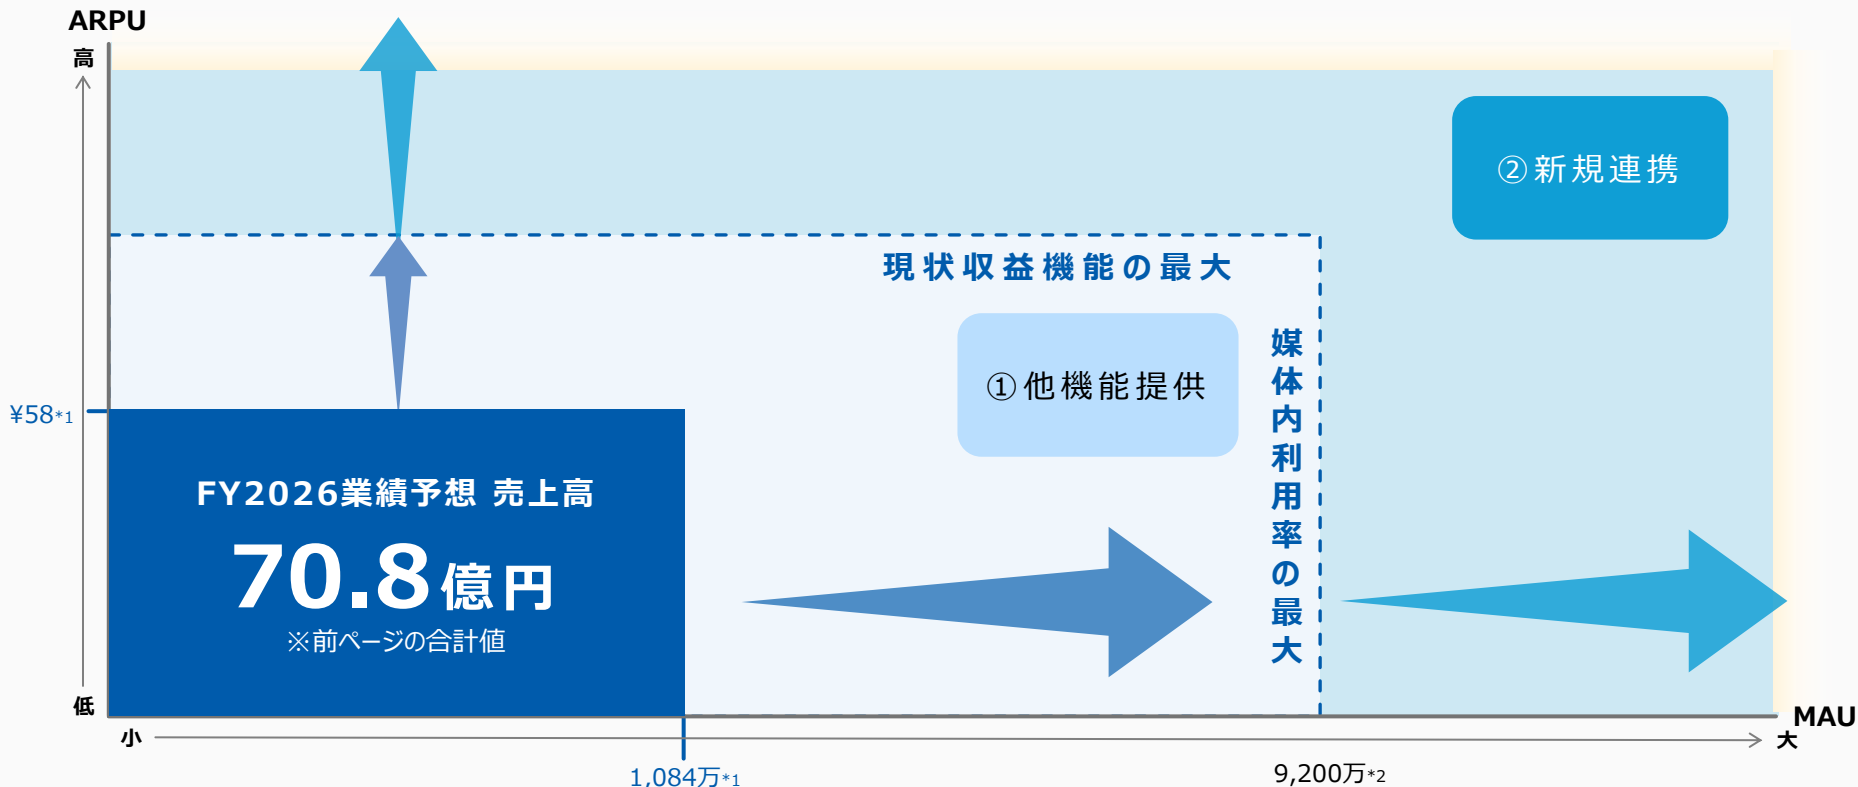 ARPU
高
②新規連携
現状収益機能の最大
①他機能提供
媒体内利用率の最大
¥58*1
FY2026業績予想 売上高
70.8億円
※前ページの合計値
低
MAU
小
大
1,084万*1
9,200万*2